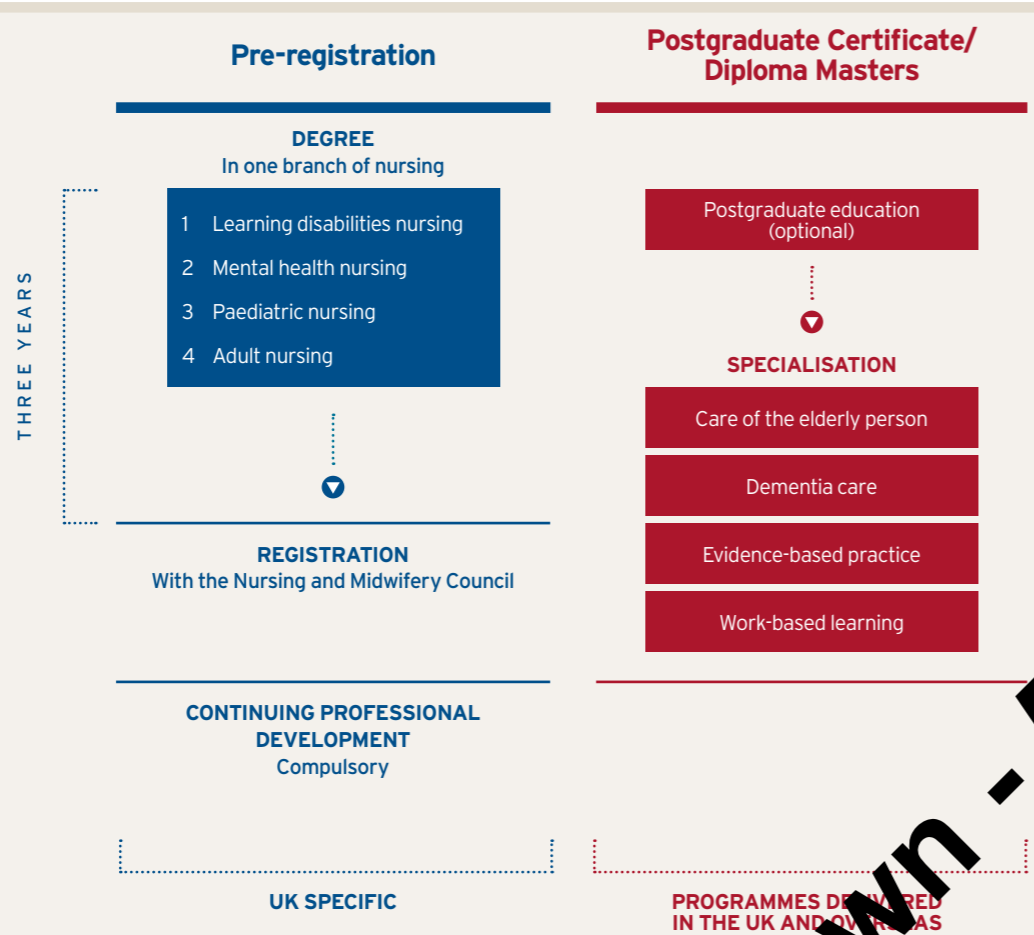 Pre-registration
DEGREE
In one branch of nursing
THREE YEARS
1 Learning disabilities nursing
2 Mental health nursing
3 Paediatric nursing
4 Adult nursing
REGISTRATION
With the Nursing and Midwifery Council
CONTINUING PROFESSIONAL
DEVELOPMENT
Compulsory
UK SPECIFIC
Postgraduate Certificate/
Diploma Masters
Postgraduate education
(optional)
SPECIALISATION
Care of the elderly person
Dementia care
Evidence-based practice
Work-based learning
PROGRAMMES DELIVERED
IN THE UK AND OVERSEAS
wn -